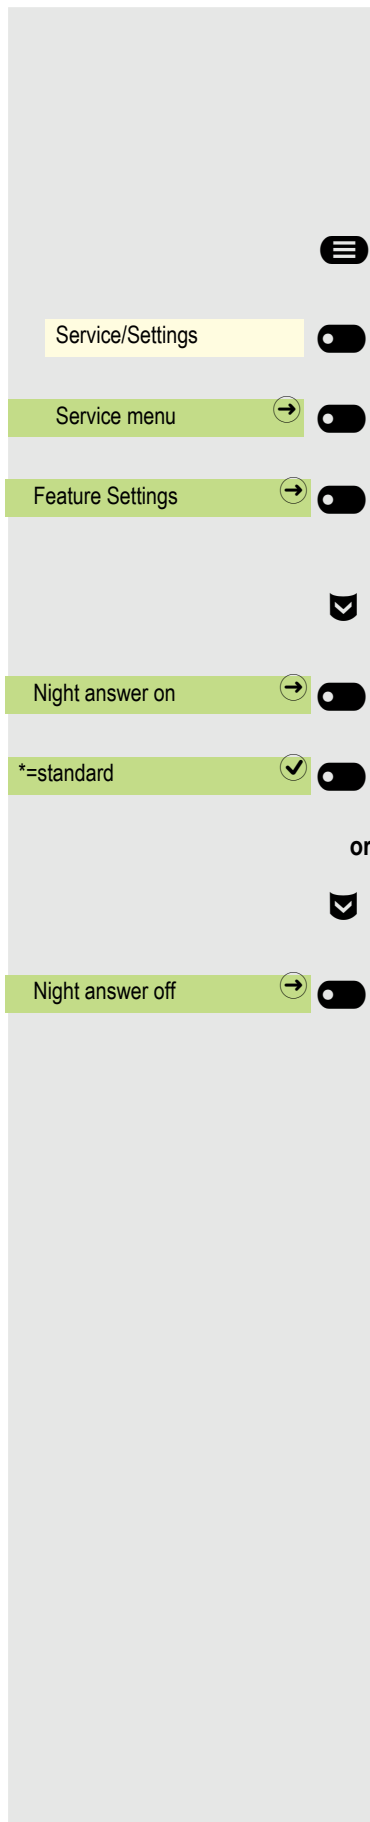 Service/Settings
Service menu
Feature Settings
Night answer on
*=standard
or
Night answer off